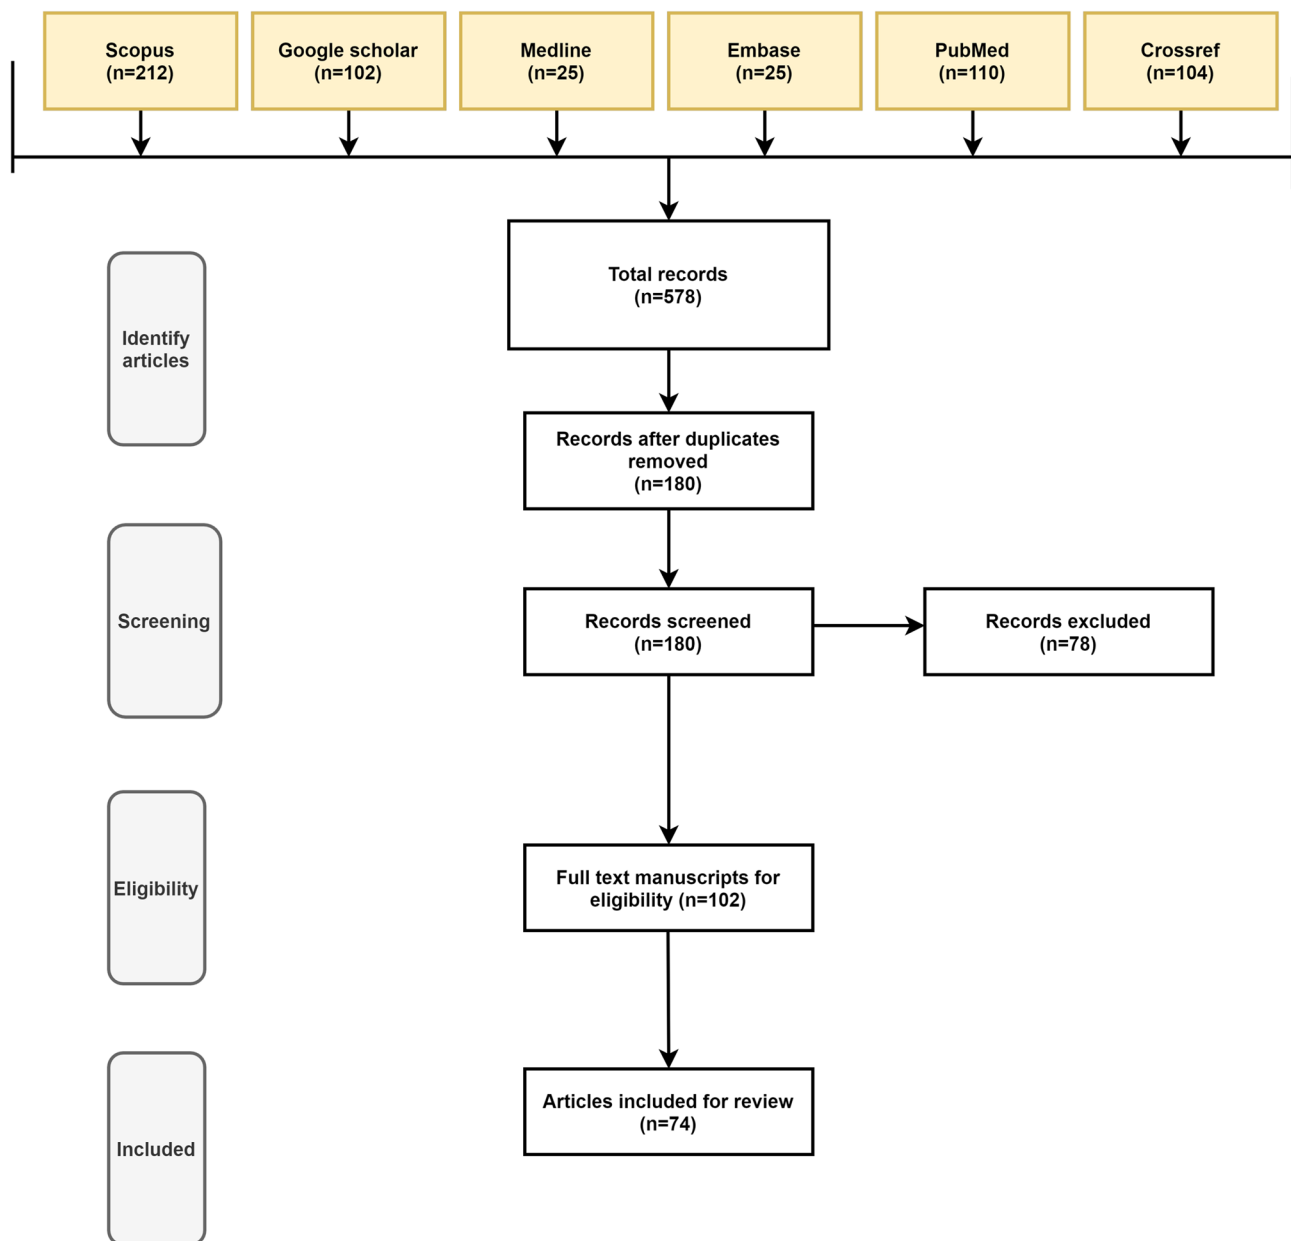 Scopus
(n=212)
Google scholar
(n=102)
Medline
(n=25)
Embase
(n=25)
PubMed
(n=110)
Crossref
(n=104)
Total records
(n=578)
Identify
articles
Records after duplicates
removed
(n=180)
Screening
Records screened
(n=180)
Records excluded
(n=78)
Eligibility
Full text manuscripts for
eligibility (n=102)
Included
Articles included for review
(n=74)